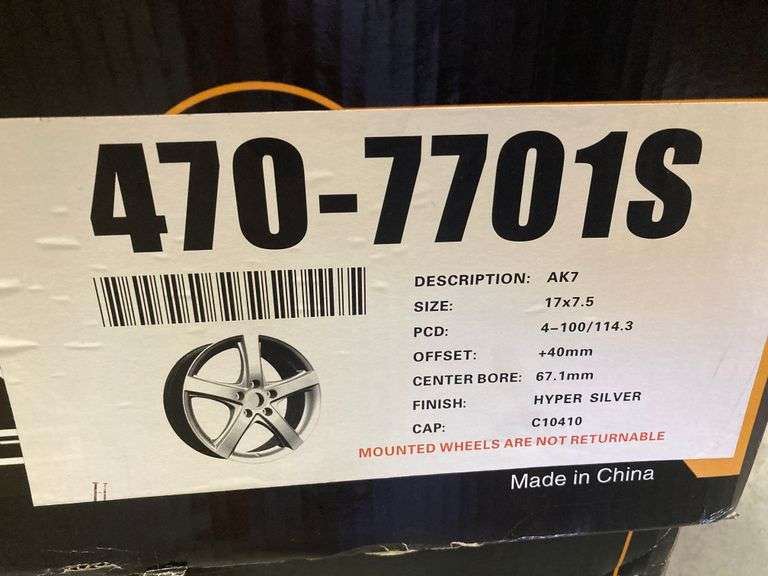 470-7701S
DESCRIPTION: AK7
SIZE: 17x7.5
PCD: 4-100/114.3
OFFSET: +40mm
CENTER BORE: 67.1mm
FINISH: HYPER SILVER
CAP: C10410
MOUNTED WHEELS ARE NOT RETURNABLE
Made in China